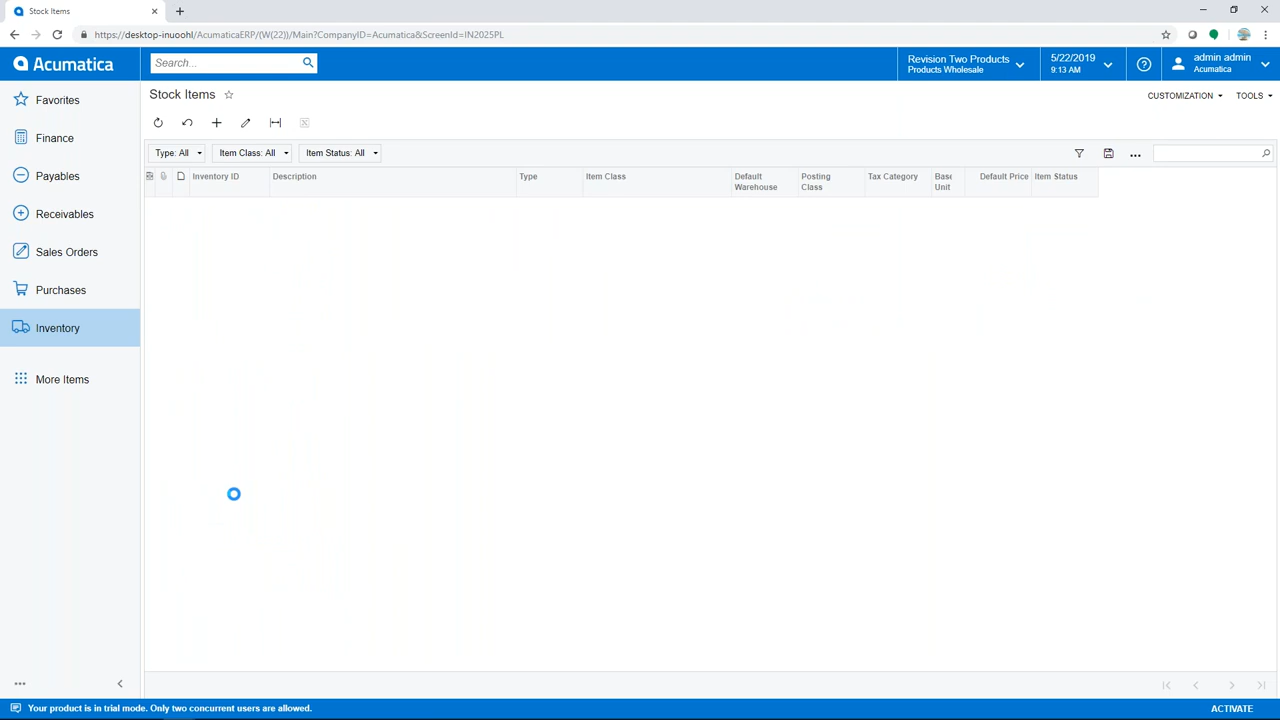 Stock Items
https://desktop-inuoohl/AcumaticaERP/(W(22))/Main?CompanyID=Acumatica&ScreenId=IN2025PL
Acumatica
Search...
Revision Two Products
Products Wholesale
5/22/2019
9:13 AM
admin admin
Acumatica
Favorites
Finance
Payables
Receivables
Sales Orders
Purchases
Inventory
More Items
Stock Items
CUSTOMIZATION
TOOLS
Type: All
Item Class: All
Item Status: All
...
Inventory ID
Description
Type
Item Class
Default Warehouse
Posting Class
Tax Category
Base Unit
Default Price
Item Status
Your product is in trial mode. Only two concurrent users are allowed.
ACTIVATE